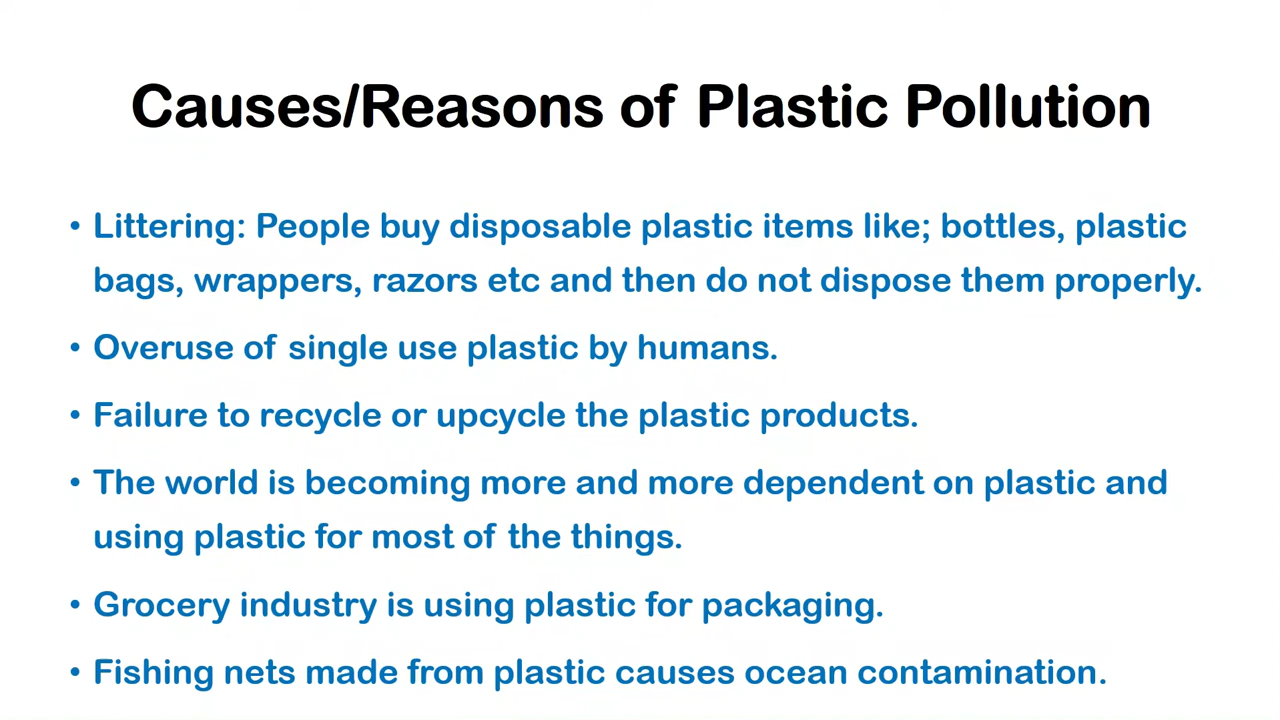 Causes/Reasons of Plastic Pollution
• Littering: People buy disposable plastic items like; bottles, plastic
bags, wrappers, razors etc and then do not dispose them properly.
• Overuse of single use plastic by humans.
• Failure to recycle or upcycle the plastic products.
• The world is becoming more and more dependent on plastic and
using plastic for most of the things.
• Grocery industry is using plastic for packaging.
• Fishing nets made from plastic causes ocean contamination.